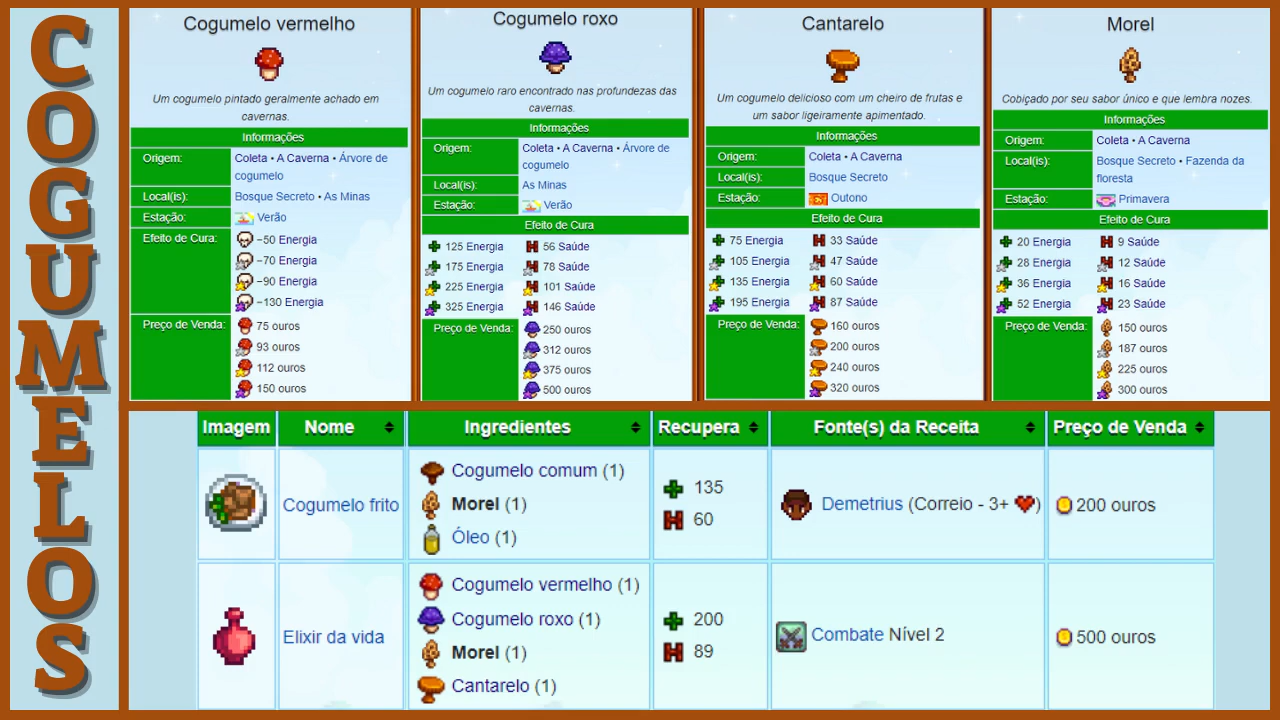 COGUMELOS
Cogumelo vermelho
Um cogumelo pintado geralmente achado em
cavernas.
Informações
Origem: Coleta • A Caverna • Árvore de
cogumelo
Local(is): Bosque Secreto • As Minas
Estação: Verão
Efeito de Cura: −50 Energia
−70 Energia
−90 Energia
−130 Energia
Preço de Venda: 75 ouros
93 ouros
112 ouros
150 ouros
Cogumelo roxo
Um cogumelo raro encontrado nas profundezas das
cavernas.
Informações
Origem: Coleta • A Caverna • Árvore de
cogumelo
Local(is): As Minas
Estação: Verão
Efeito de Cura
125 Energia 56 Saúde
175 Energia 78 Saúde
225 Energia 101 Saúde
325 Energia 146 Saúde
Preço de Venda: 250 ouros
312 ouros
375 ouros
500 ouros
Cantarelo
Um cogumelo delicioso com um cheiro de frutas e
um sabor ligeiramente apimentado.
Informações
Origem: Coleta • A Caverna
Local(is): Bosque Secreto
Estação: Outono
Efeito de Cura
75 Energia 33 Saúde
105 Energia 47 Saúde
135 Energia 60 Saúde
195 Energia 87 Saúde
Preço de Venda: 160 ouros
200 ouros
240 ouros
320 ouros
Morel
Cobiçado por seu sabor único e que lembra nozes.
Informações
Origem: Coleta • A Caverna
Local(is): Bosque Secreto • Fazenda da
floresta
Estação: Primavera
Efeito de Cura
20 Energia 9 Saúde
28 Energia 12 Saúde
36 Energia 16 Saúde
52 Energia 23 Saúde
Preço de Venda: 150 ouros
187 ouros
225 ouros
300 ouros
Imagem Nome Ingredientes Recupera Fonte(s) da Receita Preço de Venda
Cogumelo frito
Cogumelo comum (1)
Morel (1)
Óleo (1)
135
60
Demetrius (Correio - 3+ ❤)
200 ouros
Elixir da vida
Cogumelo vermelho (1)
Cogumelo roxo (1)
Morel (1)
Cantarelo (1)
200
89
Combate Nível 2
500 ouros